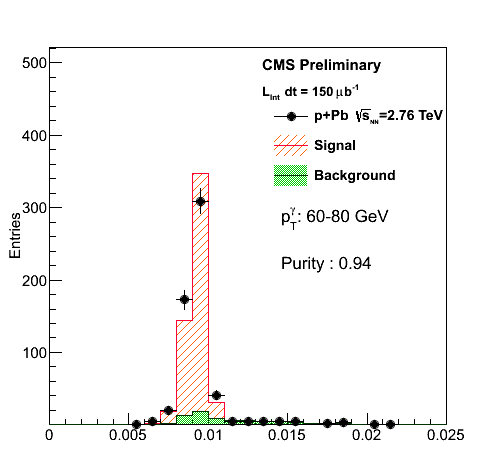 500
400
300
200
100
Entries
CMS Preliminary
L_Int dt = 150 μb⁻¹
p+Pb √s_NN=2.76 TeV
Signal
Background
p_T^γ: 60-80 GeV
Purity : 0.94
0 0.005 0.01 0.015 0.02 0.025